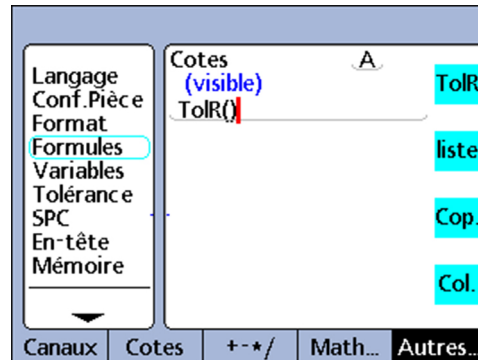 Langage
Conf.Pièce
Format
Formules
Variables
Tolérance
SPC
En-tête
Mémoire
Cotes
A
(visible)
TolR()
TolR
liste
Cop.
Col.
Canaux
Cotes
+-*/
Math...
Autres...